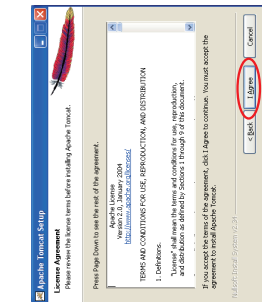 Apache Tomcat Setup
License Agreement
Please review the license terms before installing Apache Tomcat.
Press Page Down to see the rest of the agreement.
Apache License
Version 2.0, January 2004
http://www.apache.org/licenses/
TERMS AND CONDITIONS FOR USE, REPRODUCTION, AND DISTRIBUTION
1. Definitions.
"License" shall mean the terms and conditions for use, reproduction,
and distribution as defined by Sections 1 through 9 of this document.
If you accept the terms of the agreement, click I Agree to continue. You must accept the
agreement to install Apache Tomcat.
Nullsoft Install System v2.34
< Back
I Agree
Cancel